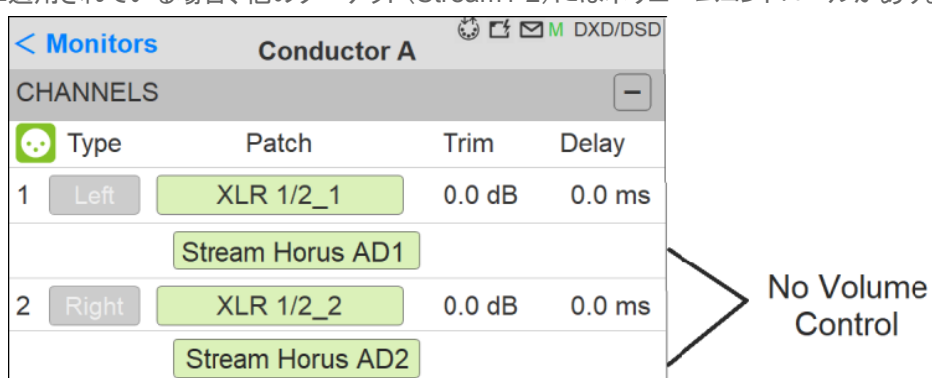 < Monitors
Conductor A
M DXD/DSD
CHANNELS
Type Patch Trim Delay
1 Left XLR 1/2_1 0.0 dB 0.0 ms
Stream Horus AD1
2 Right XLR 1/2_2 0.0 dB 0.0 ms
Stream Horus AD2
No Volume
Control